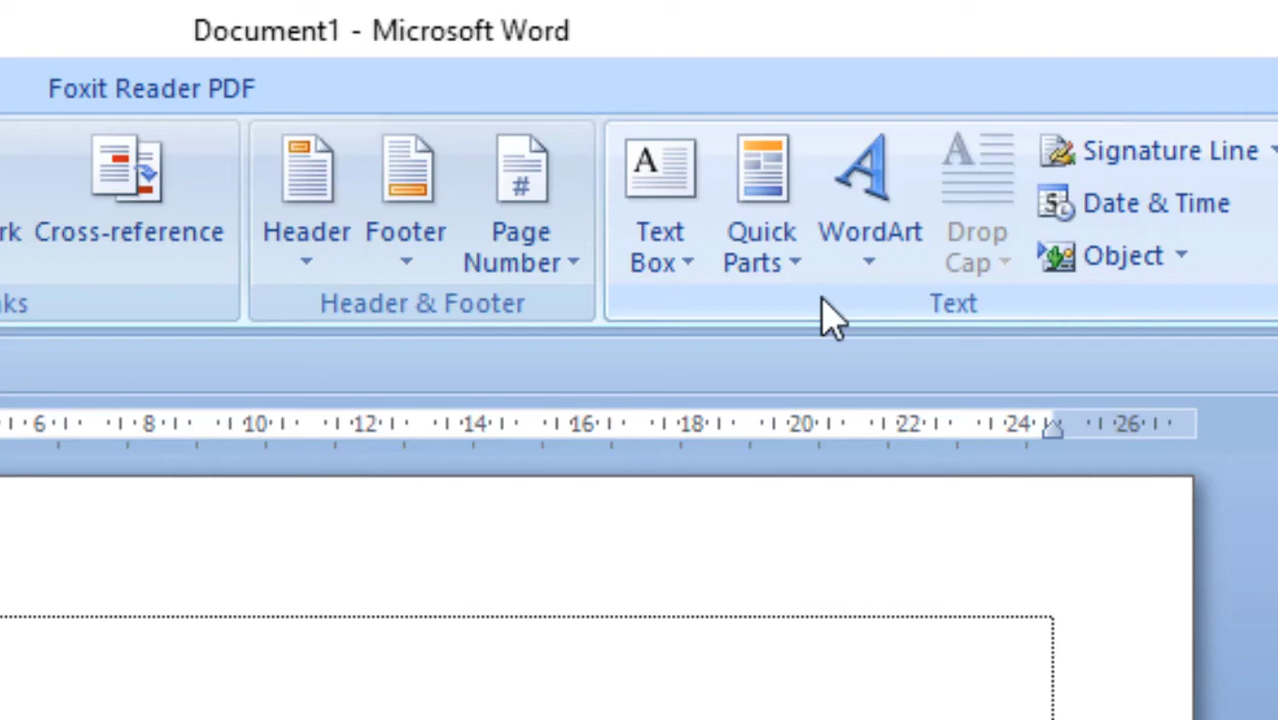 Document1 - Microsoft Word
Foxit Reader PDF
rk Cross-reference
Header
Footer
Page
Number
Text
Box
Quick
Parts
WordArt
Drop
Cap
Signature Line
Date & Time
Object
ks
Header & Footer
Text
6 8 10 12 14 16 18 20 22 24 26